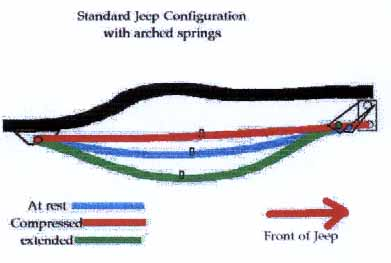 Standard Jeep Configuration
with arched springs
At rest
Compressed
extended
Front of Jeep